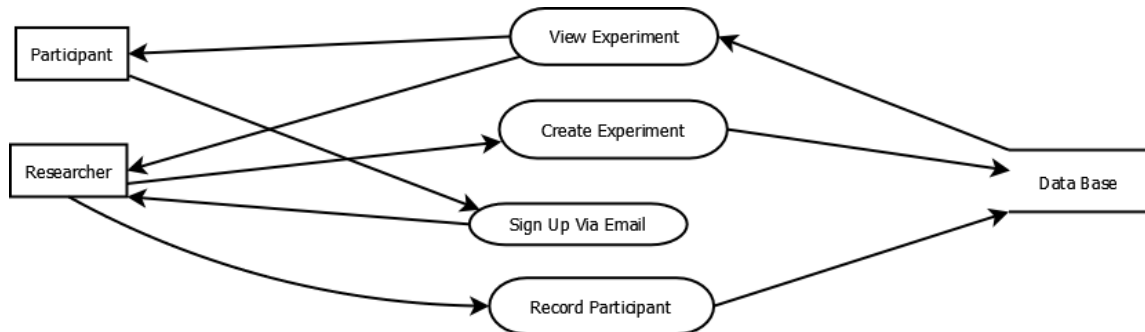 View Experiment
Participant
Create Experiment
Researcher
Data Base
Sign Up Via Email
Record Participant